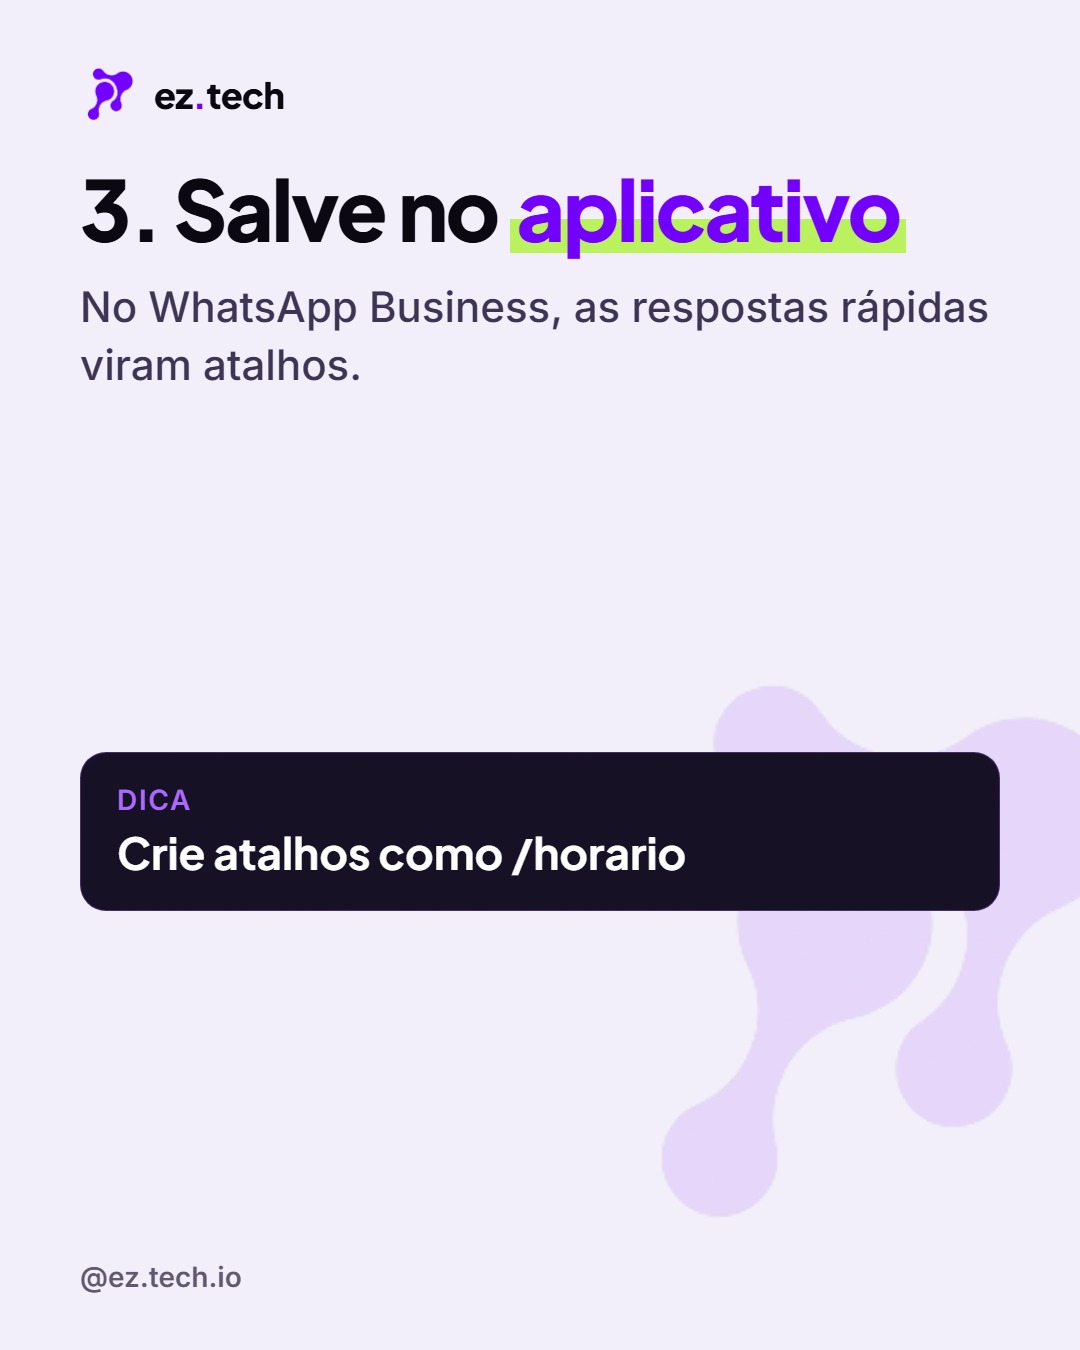 ez.tech
3. Salve no aplicativo
No WhatsApp Business, as respostas rápidas
viram atalhos.
DICA
Crie atalhos como /horario
@ez.tech.io